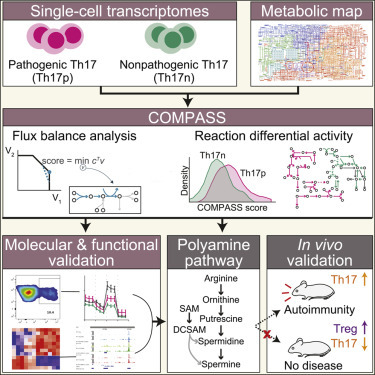 Single-cell transcriptomes
Metabolic map
Pathogenic Th17
(Th17p)
Nonpathogenic Th17
(Th17n)
COMPASS
Flux balance analysis
Reaction differential activity
V2
score = min cᵀv
V1
Density
Th17n
Th17p
COMPASS score
Molecular & functional
validation
Polyamine
pathway
In vivo
validation
Arginine
Ornithine
SAM
Putrescine
DCSAM
Spermidine
Spermine
Th17
Autoimmunity
Treg
Th17
No disease